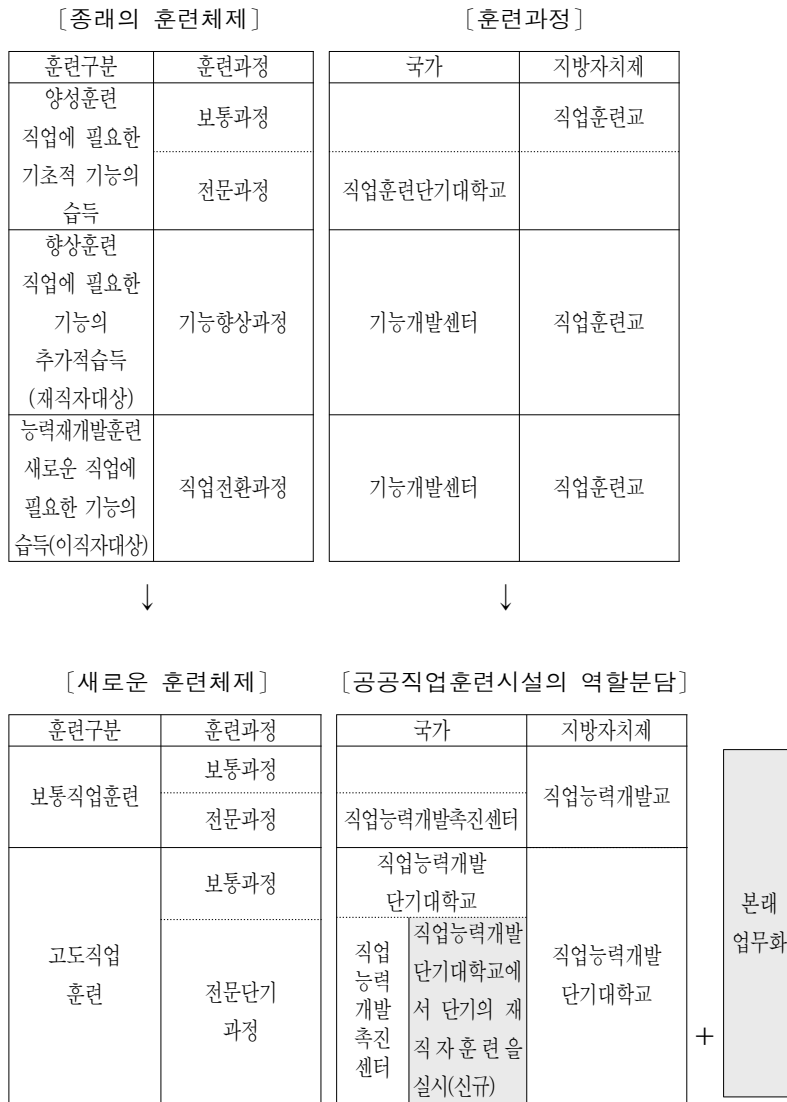 [종래의 훈련체제]
[훈련과정]
훈련구분
훈련과정
국가
지방자치제
양성훈련
직업에 필요한
기초적 기능의
습득
보통과정
직업훈련교
전문과정
직업훈련단기대학교
향상훈련
직업에 필요한
기능의
추가적습득
(재직자대상)
기능향상과정
기능개발센터
직업훈련교
능력재개발훈련
새로운 직업에
필요한 기능의
습득(이직자대상)
직업전환과정
기능개발센터
직업훈련교
↓
↓
[새로운 훈련체제]
[공공직업훈련시설의 역할분담]
훈련구분
훈련과정
국가
지방자치제
보통직업훈련
보통과정
전문과정
직업능력개발촉진센터
직업능력개발교
고도직업
훈련
보통과정
직업능력개발
단기대학교
전문단기
과정
직업
능력
개발
촉진
센터
직업능력개발
단기대학교에
서 단기의 재
직자훈련을
실시(신규)
직업능력개발
단기대학교
+
본래
업무화